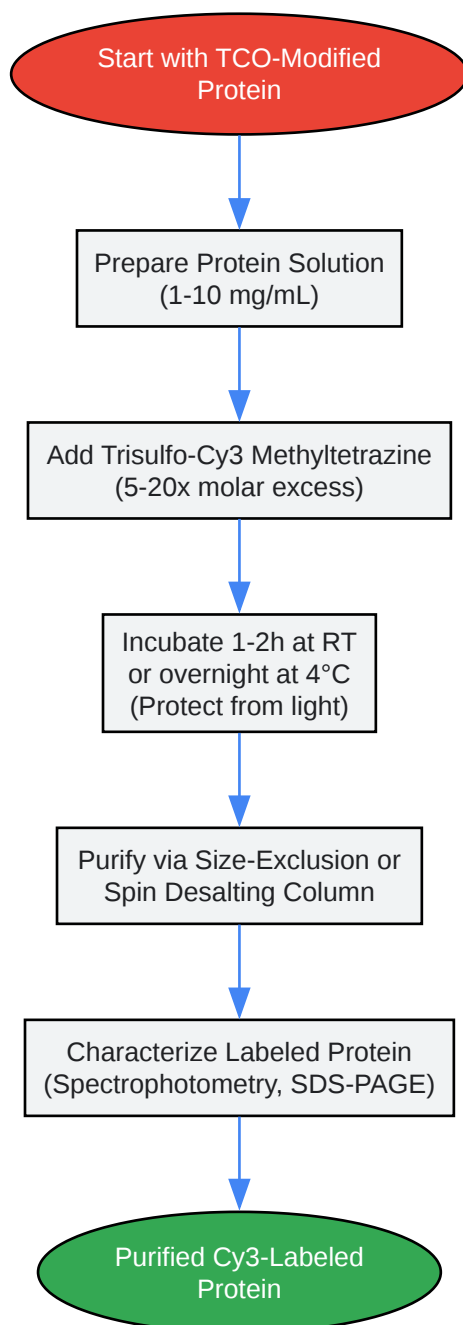 Start with TCO-Modified
Protein
Prepare Protein Solution
(1-10 mg/mL)
Add Trisulfo-Cy3 Methyltetrazine
(5-20x molar excess)
Incubate 1-2h at RT
or overnight at 4°C
(Protect from light)
Purify via Size-Exclusion or
Spin Desalting Column
Characterize Labeled Protein
(Spectrophotometry, SDS-PAGE)
Purified Cy3-Labeled
Protein